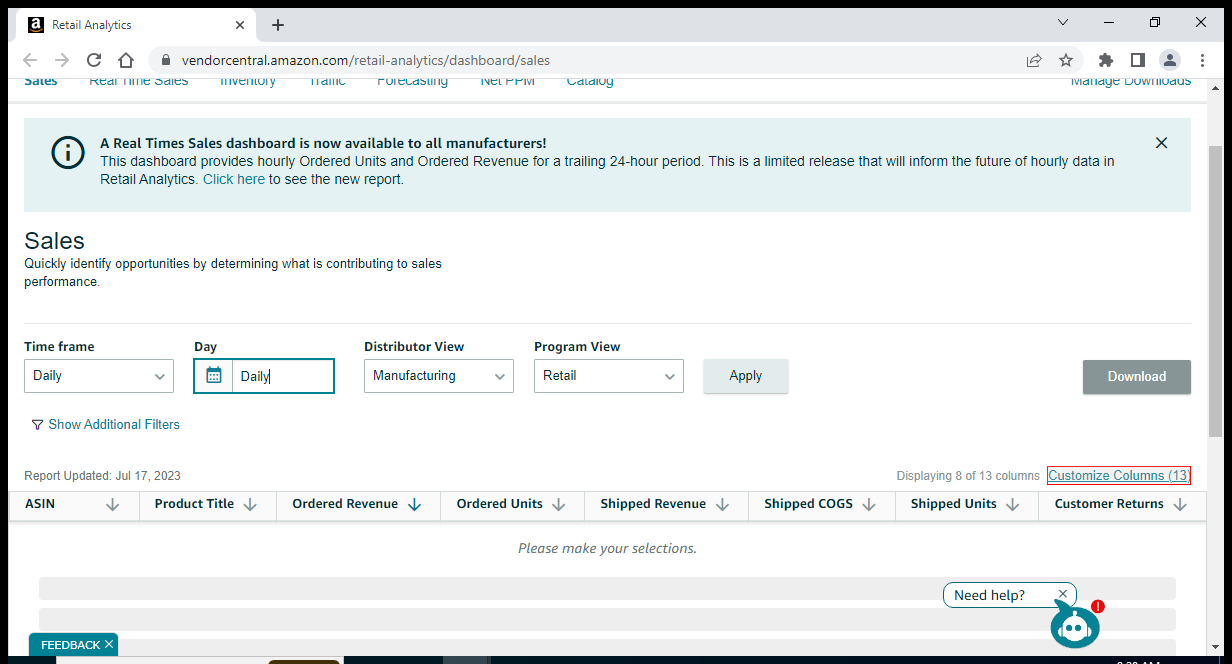 Retail Analytics
vendorcentral.amazon.com/retail-analytics/dashboard/sales
Sales Real Time Sales Inventory Traffic Forecasting Net PPM Catalog Manage Downloads
A Real Times Sales dashboard is now available to all manufacturers!
This dashboard provides hourly Ordered Units and Ordered Revenue for a trailing 24-hour period. This is a limited release that will inform the future of hourly data in
Retail Analytics. Click here to see the new report.
Sales
Quickly identify opportunities by determining what is contributing to sales
performance.
Time frame Day Distributor View Program View
Daily Daily Manufacturing Retail Apply Download
Show Additional Filters
Report Updated: Jul 17, 2023 Displaying 8 of 13 columns Customize Columns (13)
ASIN Product Title Ordered Revenue Ordered Units Shipped Revenue Shipped COGS Shipped Units Customer Returns
Please make your selections.
Need help?
FEEDBACK